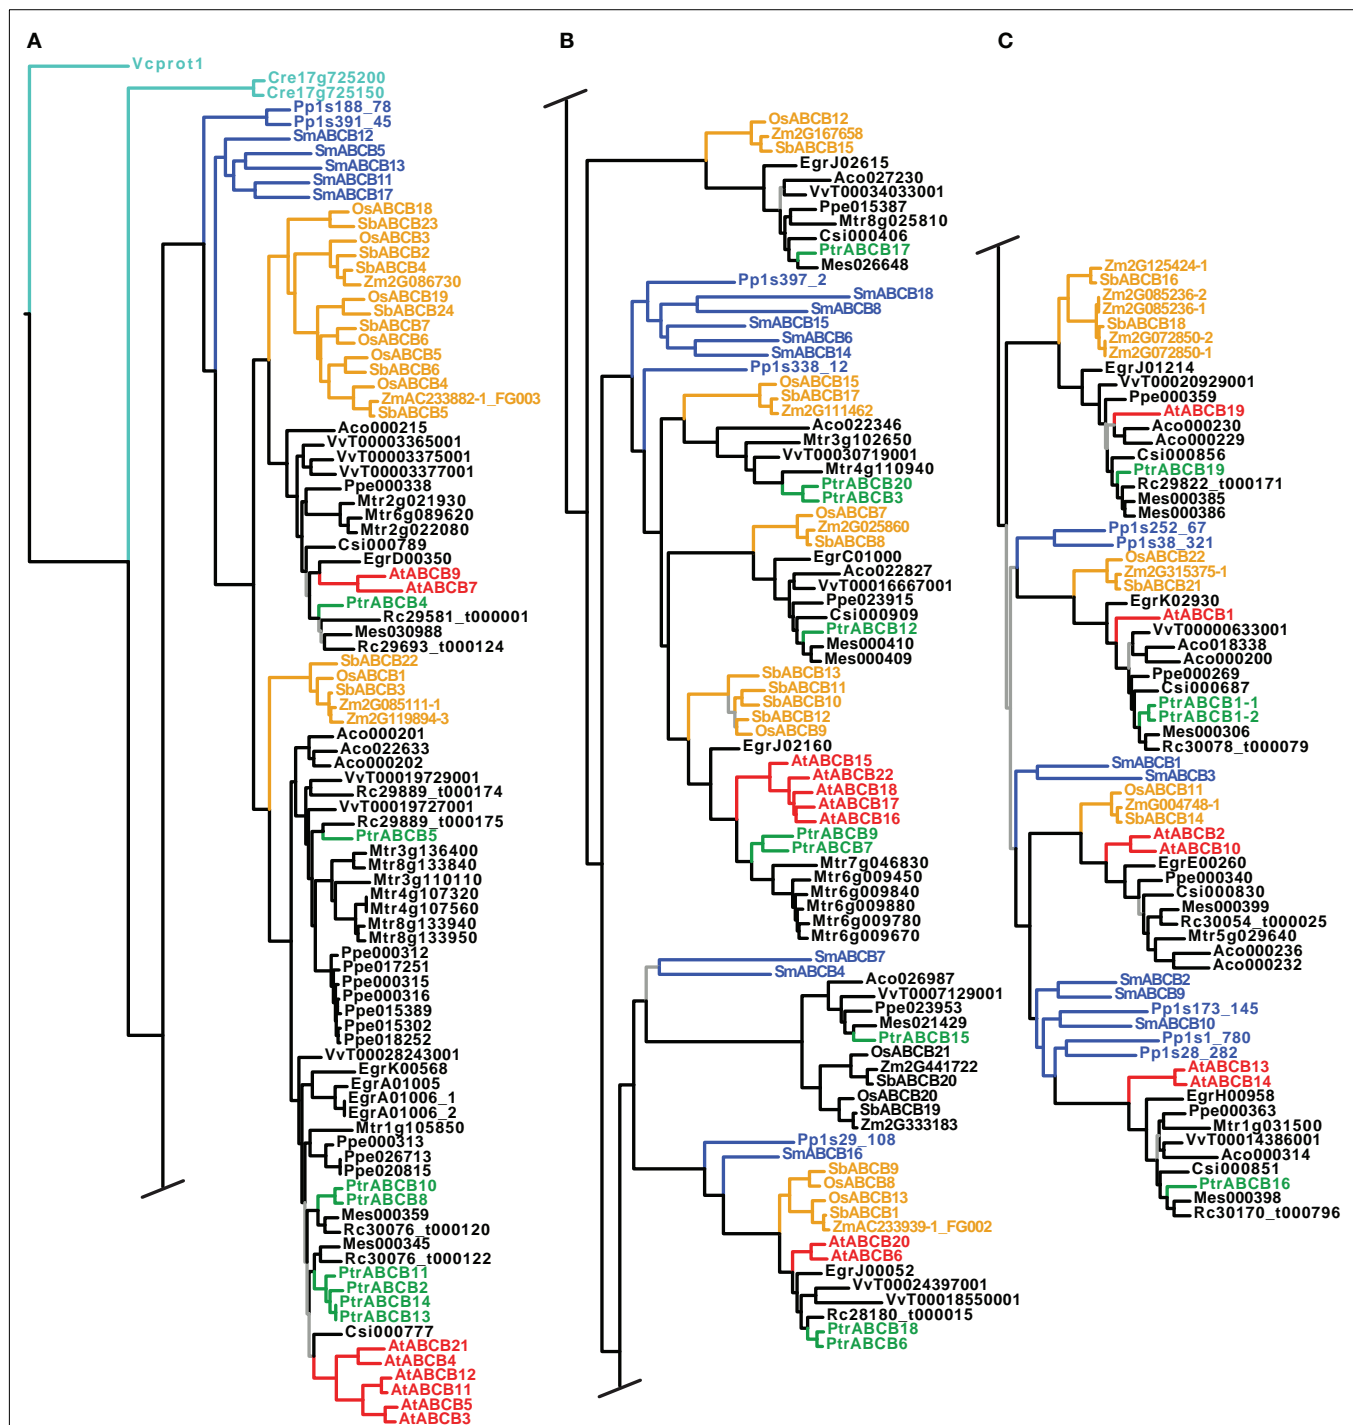 A
Vcprot1
Cre17g725200
Cre17g725150
Pp1s188_78
Pp1s391_45
SmABCB12
SmABCB5
SmABCB13
SmABCB11
SmABCB17
OsABCB18
SbABCB23
OsABCB3
SbABCB2
SbABCB4
Zm2G086730
OsABCB19
SbABCB24
SbABCB7
OsABCB6
OsABCB5
SbABCB6
OsABCB4
ZmAC233882-1_FG003
SbABCB5
Aco000215
VvT00003365001
VvT00003375001
VvT00003377001
Ppe000338
Mtr2g021930
Mtr6g089620
Mtr2g022080
Csi000789
EgrD00350
AtABCB9
AtABCB7
PtrABCB4
Rc29581_t000001
Mes030988
Rc29693_t000124
SbABCB22
OsABCB1
SbABCB3
Zm2G085111-1
Zm2G119894-3
Aco000201
Aco022633
Aco000202
VvT00019729001
Rc29889_t000174
VvT00019727001
Rc29889_t000175
PtrABCB5
Mtr3g136400
Mtr8g133840
Mtr3g110110
Mtr4g107320
Mtr4g107560
Mtr8g133940
Mtr8g133950
Ppe000312
Ppe017251
Ppe000315
Ppe000316
Ppe015389
Ppe015302
Ppe018252
VvT00028243001
EgrK00568
EgrA01005
EgrA01006_1
EgrA01006_2
Mtr1g105850
Ppe000313
Ppe026713
Ppe020815
PtrABCB10
PtrABCB8
Mes000359
Rc30076_t000120
Mes000345
Rc30076_t000122
PtrABCB11
PtrABCB2
PtrABCB14
PtrABCB13
Csi000777
AtABCB21
AtABCB4
AtABCB12
AtABCB11
AtABCB5
AtABCB3
B
OsABCB12
Zm2G167658
SbABCB15
EgrJ02615
Aco027230
VvT00034033001
Ppe015387
Mtr8g025810
Csi000406
PtrABCB17
Mes026648
Pp1s397_2
SmABCB18
SmABCB8
SmABCB15
SmABCB6
SmABCB14
Pp1s338_12
OsABCB15
SbABCB17
Zm2G111462
Aco022346
Mtr3g102650
VvT00030719001
Mtr4g110940
PtrABCB20
PtrABCB3
OsABCB7
Zm2G025860
SbABCB8
EgrC01000
Aco022827
VvT00016667001
Ppe023915
Csi000909
PtrABCB12
Mes000410
Mes000409
SbABCB13
SbABCB11
SbABCB10
SbABCB12
OsABCB9
EgrJ02160
AtABCB15
AtABCB22
AtABCB18
AtABCB17
AtABCB16
PtrABCB9
PtrABCB7
Mtr7g046830
Mtr6g009450
Mtr6g009840
Mtr6g009880
Mtr6g009780
Mtr6g009670
SmABCB7
SmABCB4
Aco026987
VvT0007129001
Ppe023953
Mes021429
PtrABCB15
OsABCB21
Zm2G441722
SbABCB20
OsABCB20
SbABCB19
Zm2G333183
Pp1s29_108
SmABCB16
SbABCB9
OsABCB8
OsABCB13
SbABCB1
ZmAC233939-1_FG002
AtABCB20
AtABCB6
EgrJ00052
VvT00024397001
VvT00018550001
Rc28180_t000015
PtrABCB18
PtrABCB6
C
Zm2G125424-1
SbABCB16
Zm2G085236-2
Zm2G085236-1
SbABCB18
Zm2G072850-2
Zm2G072850-1
EgrJ01214
VvT00020929001
Ppe000359
AtABCB19
Aco000230
Aco000229
Csi000856
PtrABCB19
Rc29822_t000171
Mes000385
Mes000386
Pp1s252_67
Pp1s38_321
OsABCB22
Zm2G315375-1
SbABCB21
EgrK02930
AtABCB1
VvT00000633001
Aco018338
Aco000200
Ppe000269
Csi000687
PtrABCB1-1
PtrABCB1-2
Mes000306
Rc30078_t000079
SmABCB1
SmABCB3
OsABCB11
ZmG004748-1
SbABCB14
AtABCB2
AtABCB10
EgrE00260
Ppe000340
Csi000830
Mes000399
Rc30054_t000025
Mtr5g029640
Aco000236
Aco000232
SmABCB2
SmABCB9
Pp1s173_145
SmABCB10
Pp1s1_780
Pp1s28_282
AtABCB13
AtABCB14
EgrH00958
Ppe000363
Mtr1g031500
VvT00014386001
Aco000314
Csi000851
PtrABCB16
Mes000398
Rc30170_t000796